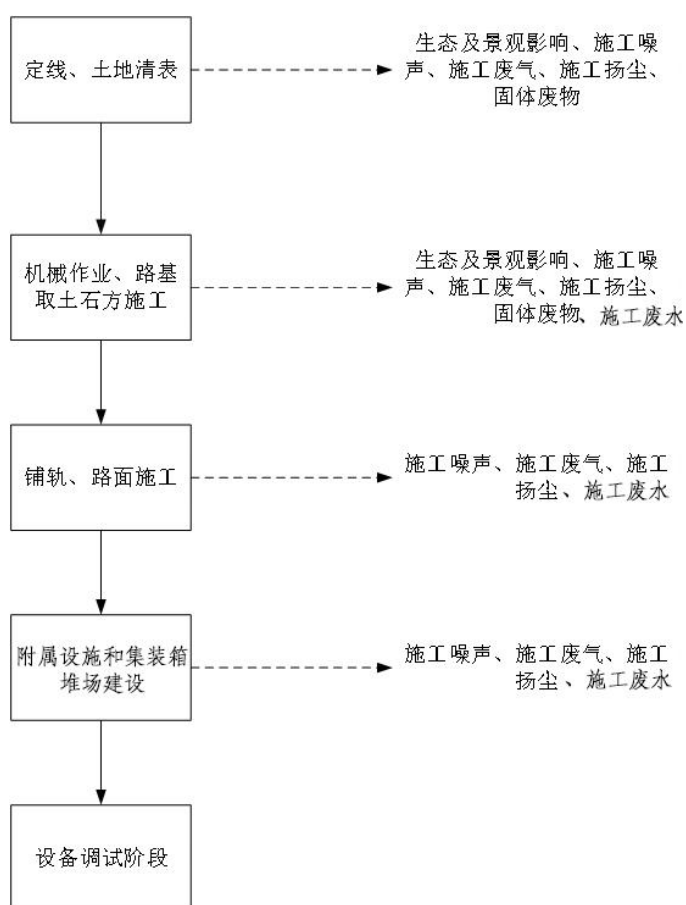 定线、土地清表
生态及景观影响、施工噪
声、施工废气、施工扬尘、
固体废物
机械作业、路基
取土石方施工
生态及景观影响、施工噪
声、施工废气、施工扬尘、
固体废物、施工废水
铺轨、路面施工
施工噪声、施工废气、施工
扬尘、施工废水
附属设施和集装箱
堆场建设
施工噪声、施工废气、施工
扬尘、施工废水
设备调试阶段